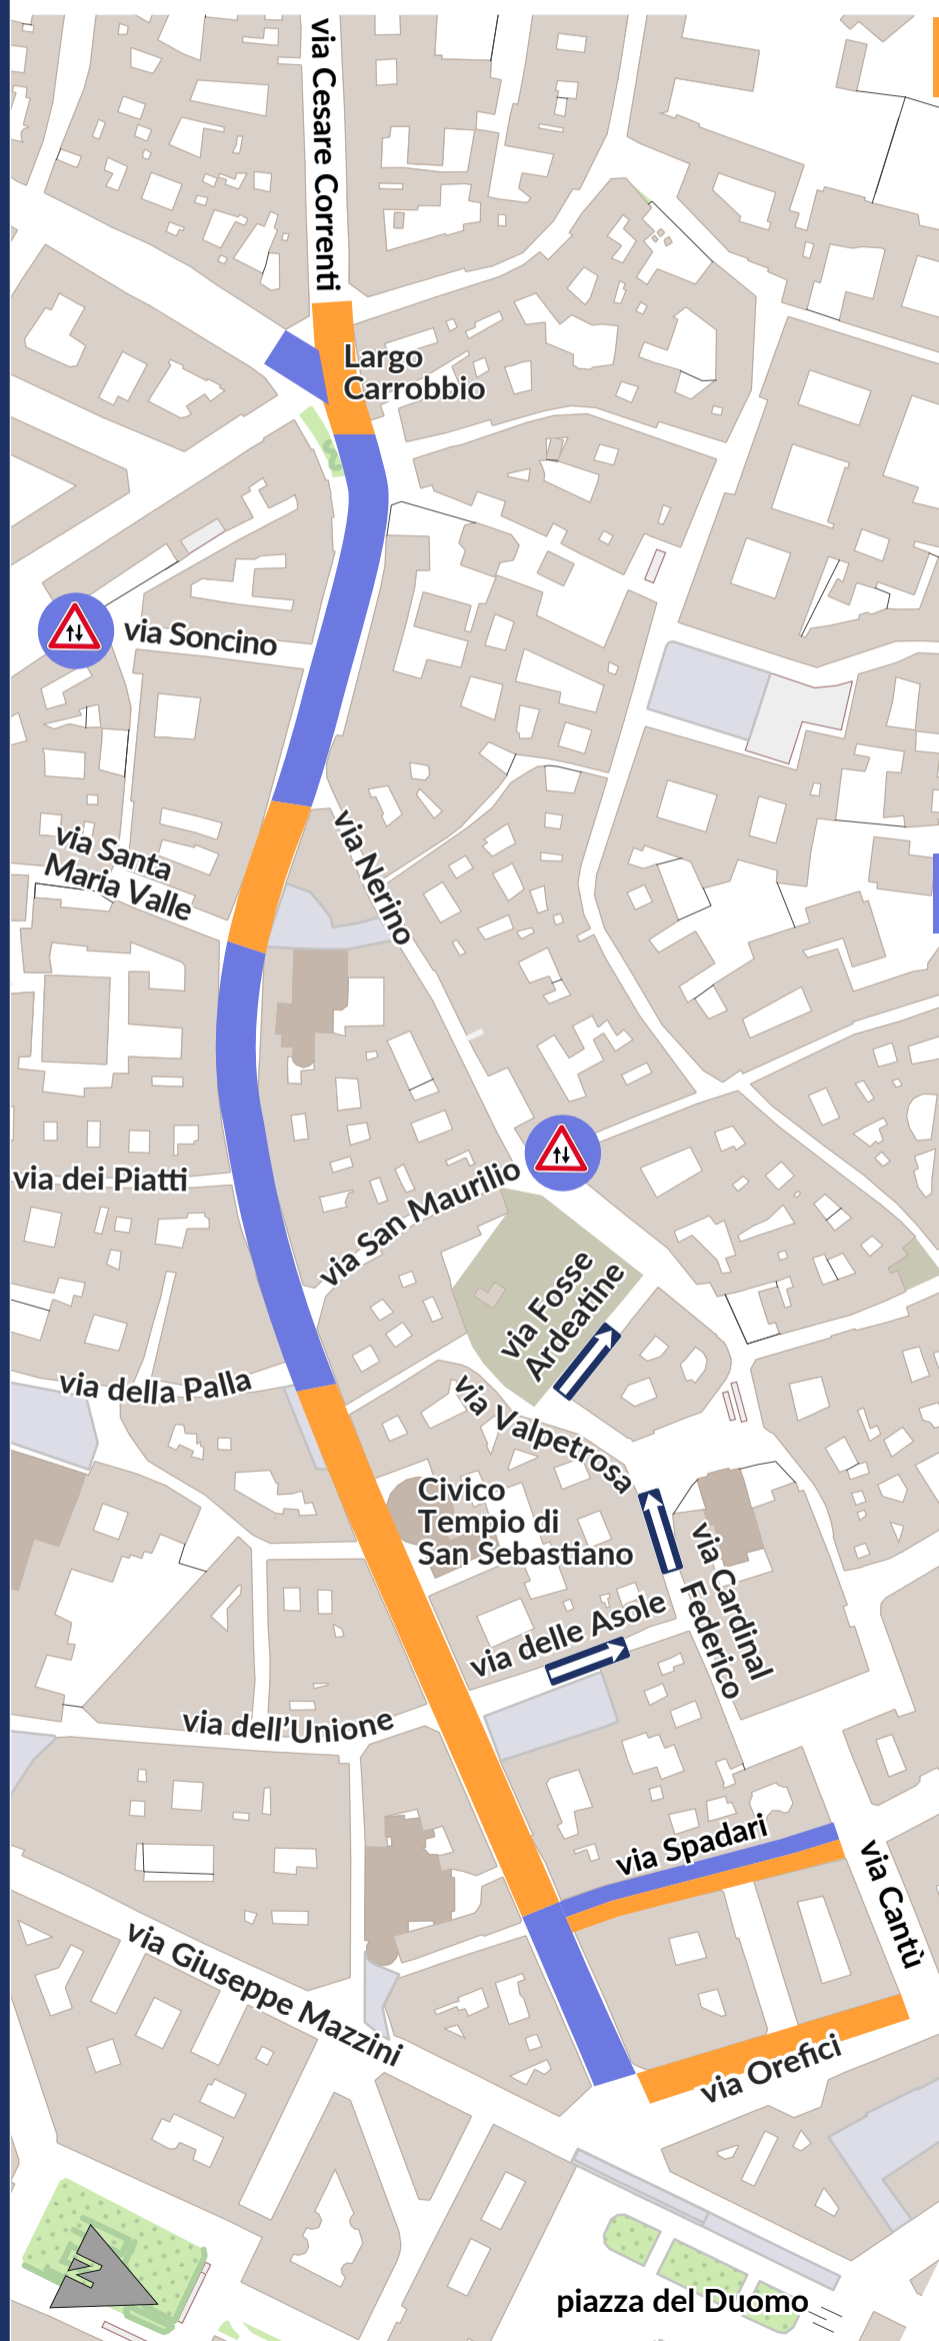 via Cesare Correnti
Largo
Carrobbio
via Soncino
via Santa
Maria Valle
via Nerino
via dei Piatti
via San Maurilio
via Fosse
Ardeatine
via della Palla
via Valpetrosa
Civico
Tempio di
San Sebastiano
via Cardinal
Federico
via delle Asole
via dell’Unione
via Spadari
via Cantù
via Giuseppe Mazzini
via Orefici
N
piazza del Duomo